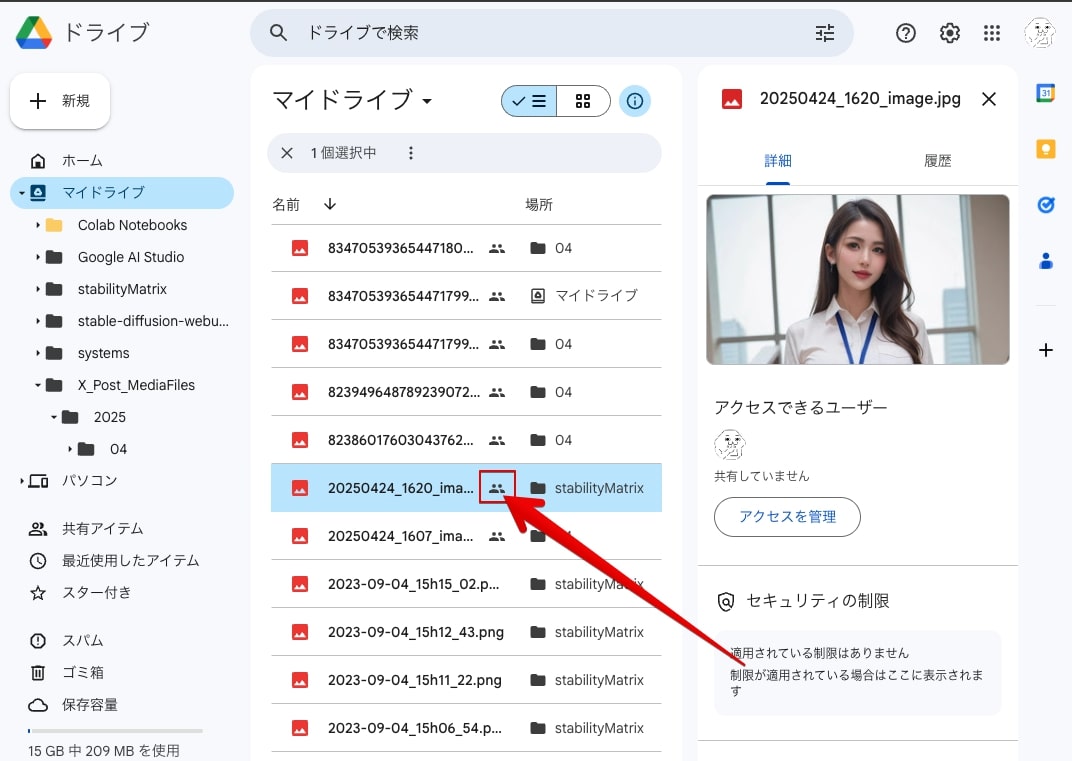 ドライブ
ドライブで検索
新規
ホーム
マイドライブ
Colab Notebooks
Google AI Studio
stabilityMatrix
stable-diffusion-webu...
systems
X_Post_MediaFiles
2025
04
パソコン
共有アイテム
最近使用したアイテム
スター付き
スパム
ゴミ箱
保存容量
15 GB 中 209 MB を使用
マイドライブ
1 個選択中
名前 場所
83470539365447180... 04
834705393654471799... マイドライブ
834705393654471799... 04
823949648789239072... 04
82386017603043762... 04
20250424_1620_ima... stabilityMatrix
20250424_1607_ima...
2023-09-04_15h15_02.p... stabilityMatrix
2023-09-04_15h12_43.png stabilityMatrix
2023-09-04_15h11_22.png stabilityMatrix
2023-09-04_15h06_54.p... stabilityMatrix
20250424_1620_image.jpg
詳細 履歴
アクセスできるユーザー
共有していません
アクセスを管理
セキュリティの制限
適用されている制限はありません
制限が適用されている場合はここに表示されま
す
31